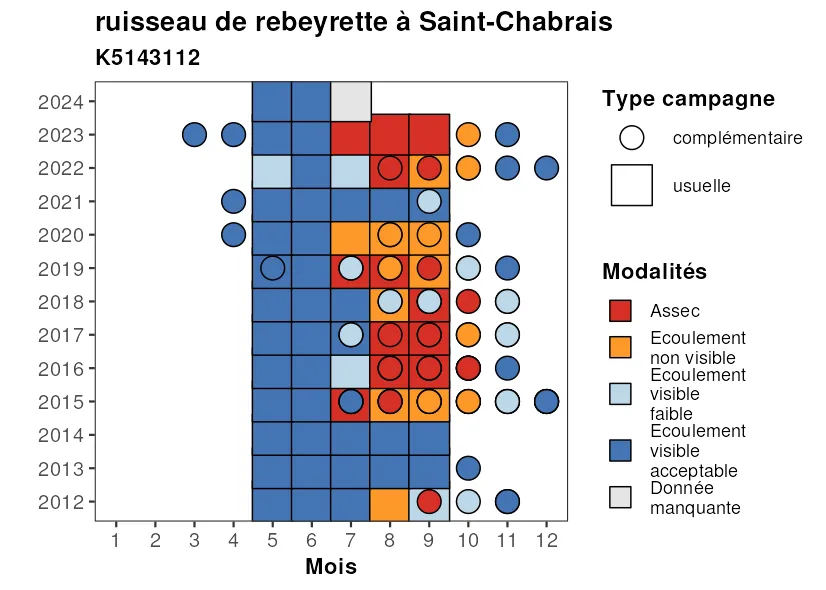 ruisseau de rebeyrette à Saint-Chabrais
K5143112
2024
2023
2022
2021
2020
2019
2018
2017
2016
2015
2014
2013
2012
1 2 3 4 5 6 7 8 9 10 11 12
Mois
Type campagne
complémentaire
usuelle
Modalités
Assec
Ecoulement
non visible
Ecoulement
visible
faible
Ecoulement
visible
acceptable
Donnée
manquante